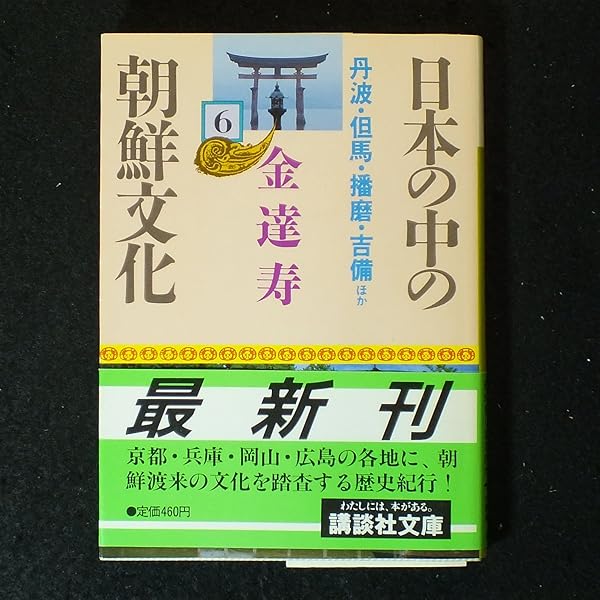 日本の中の
朝鮮文化
丹波・但馬・播磨・吉備ほか
6
金達寿
最新刊
京都・兵庫・岡山・広島の各地に、朝
鮮渡来の文化を踏査する歴史紀行!
●定価460円
わたしには、本がある。
講談社文庫